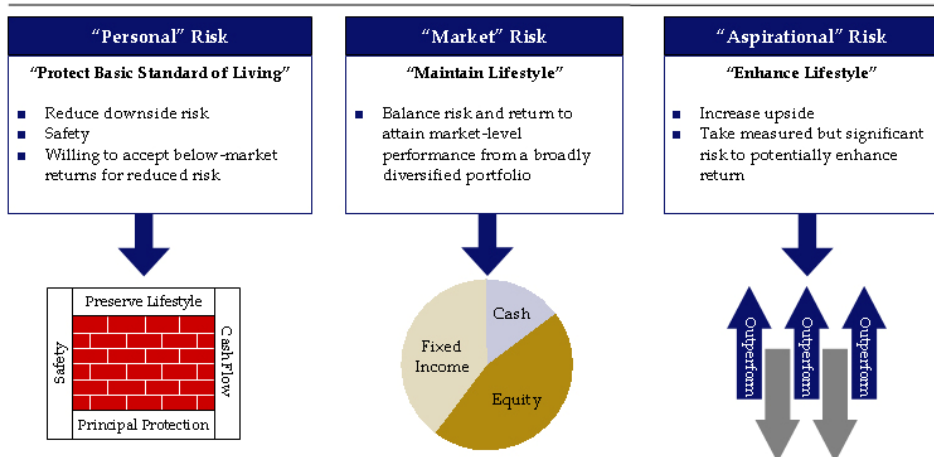 “Personal” Risk
“Protect Basic Standard of Living”
Reduce downside risk
Safety
Willing to accept below-market
returns for reduced risk
“Market” Risk
“Maintain Lifestyle”
Balance risk and return to
attain market-level
performance from a broadly
diversified portfolio
“Aspirational” Risk
“Enhance Lifestyle”
Increase upside
Take measured but significant
risk to potentially enhance
return
Preserve Lifestyle
Safety
Cash Flow
Principal Protection
Cash
Fixed
Income
Equity
Outperform
Outperform
Outperform